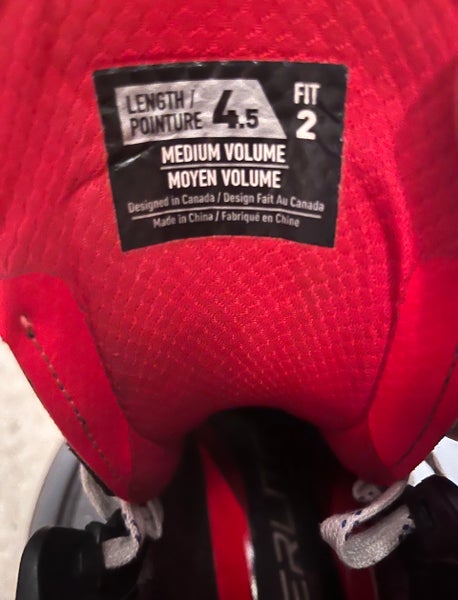 LENGTH / 4.5
POINTURE
FIT
2
MEDIUM VOLUME
MOYEN VOLUME
Designed in Canada / Design Fait Au Canada
Made in China / Fabriqué en Chine